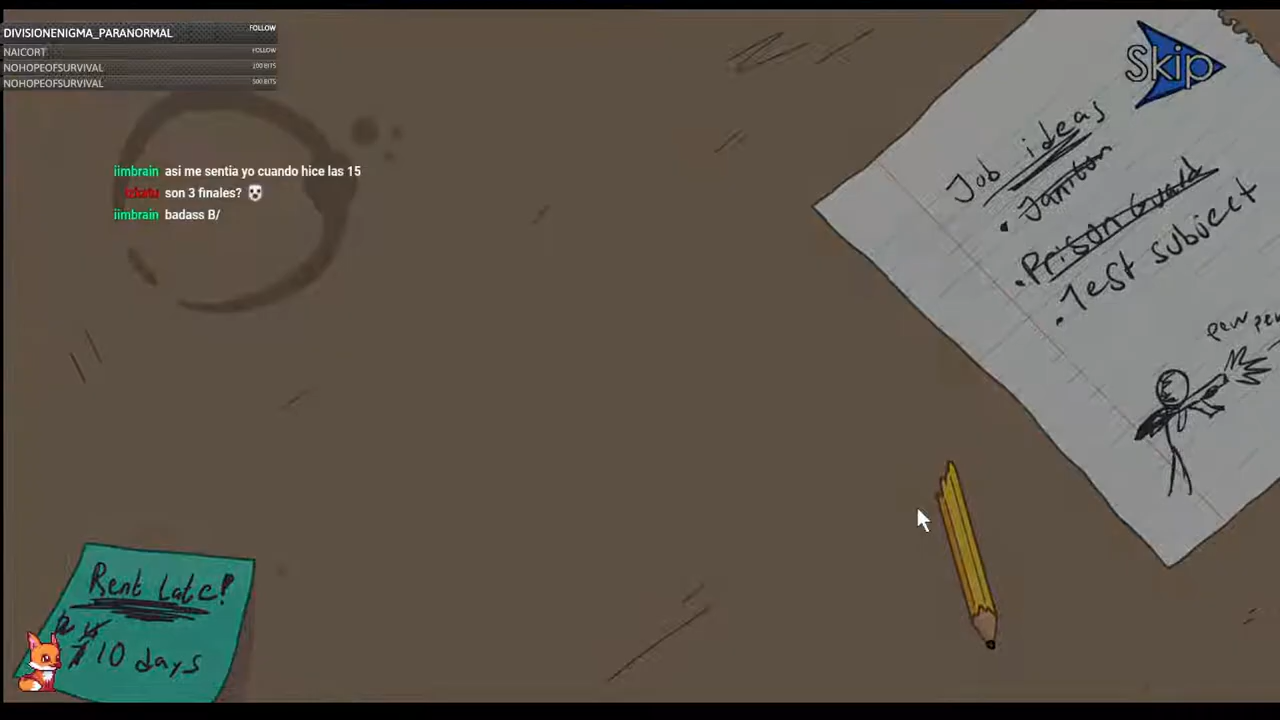 DIVISIONENIGMA_PARANORMAL FOLLOW
NAICORT FOLLOW
NOHOPEOFSURVIVAL 100 BITS
NOHOPEOFSURVIVAL 500 BITS
iimbrain asi me sentia yo cuando hice las 15
son 3 finales?
iimbrain badass B/
Skip
Job ideas
• Janitor
• Prison Guard
• Test subject
pew pew
Rent Late!
10 days